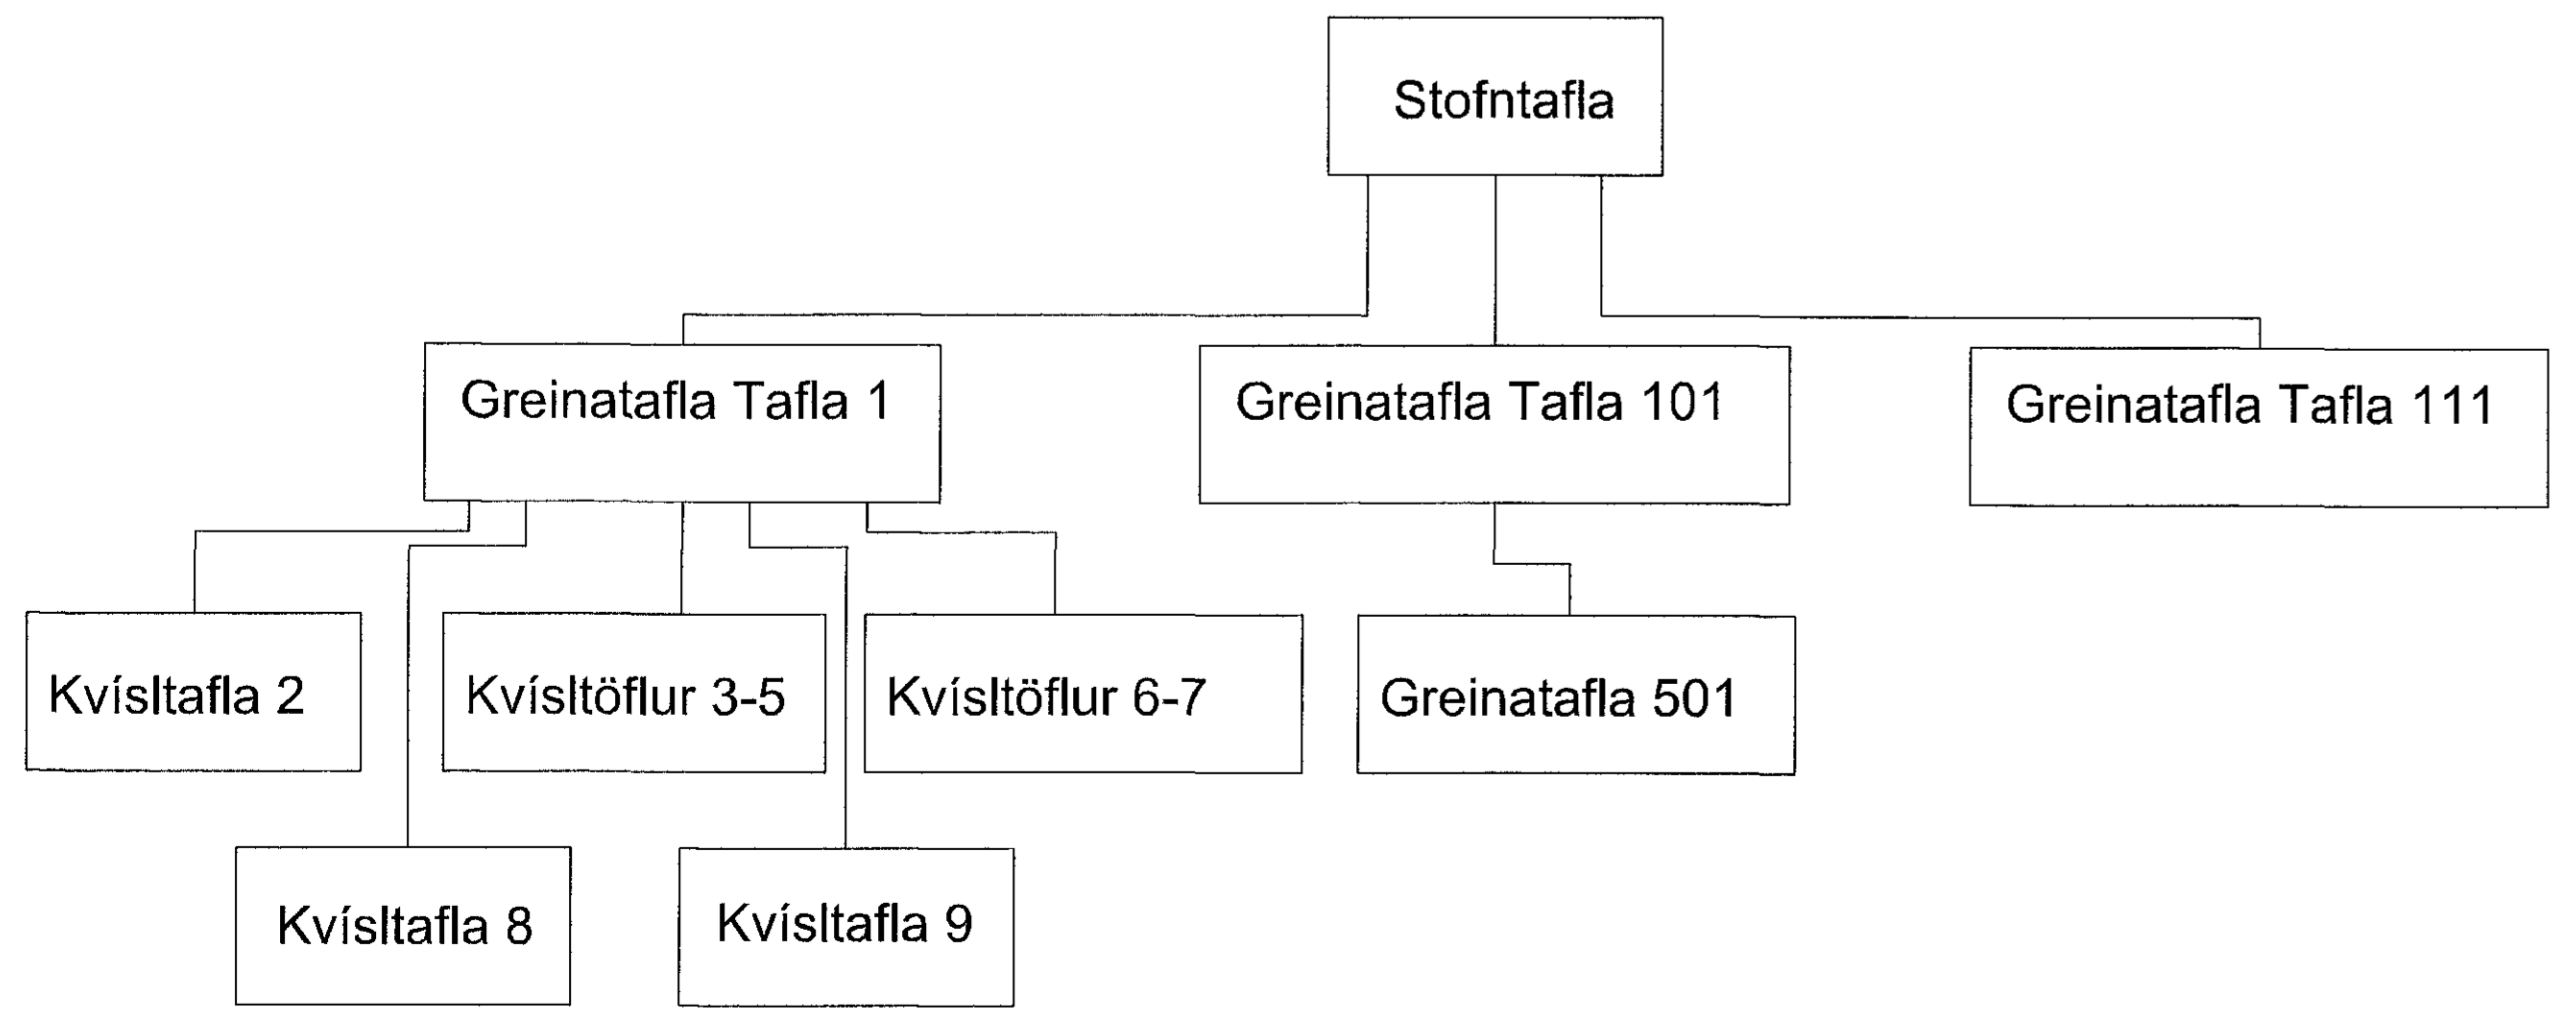 Stofntafla
Greinatafla Tafla 1
Greinatafla Tafla 101
Greinatafla Tafla 111
Kvísltafla 2
Kvísltöflur 3-5
Kvísltöflur 6-7
Greinatafla 501
Kvísltafla 8
Kvísltafla 9